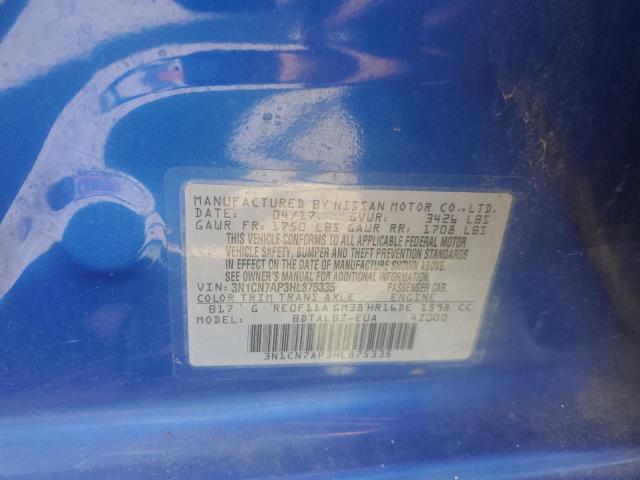 MANUFACTURED BY NISSAN MOTOR CO., LTD.
DATE: 04/17 GVWR: 3426 LBS
GAWR FR: 1750 LBS GAWR RR: 1708 LBS
THIS VEHICLE CONFORMS TO ALL APPLICABLE FEDERAL MOTOR
VEHICLE SAFETY, BUMPER AND THEFT PREVENTION STANDARDS
IN EFFECT ON THE DATE OF MANUFACTURE SHOWN ABOVE.
SEE OWNER'S MANUAL FOR ADDITIONAL INFORMATION.
VIN: 3N1CN7AP3HL875335 PASSENGER CAR.
COLOR TRIM TRANS AXLE ENGINE
B17 G RE0F11A GM38 HR16DE 1598 CC
MODEL: BDTALBZ-EUA 42000
3N1CN7AP3HL875335